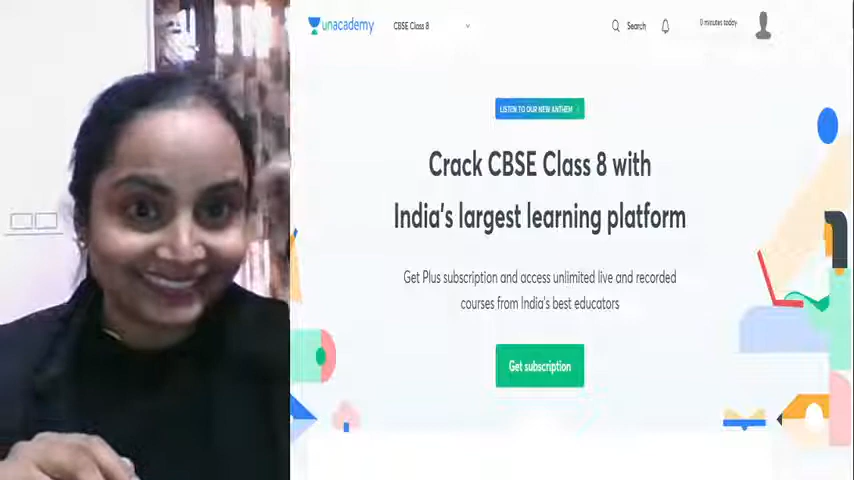 unacademy
CBSE Class 8
Search
0 minutes today
LISTEN TO OUR NEW ANTHEM
Crack CBSE Class 8 with
India's largest learning platform
Get Plus subscription and access unlimited live and recorded
courses from India's best educators
Get subscription